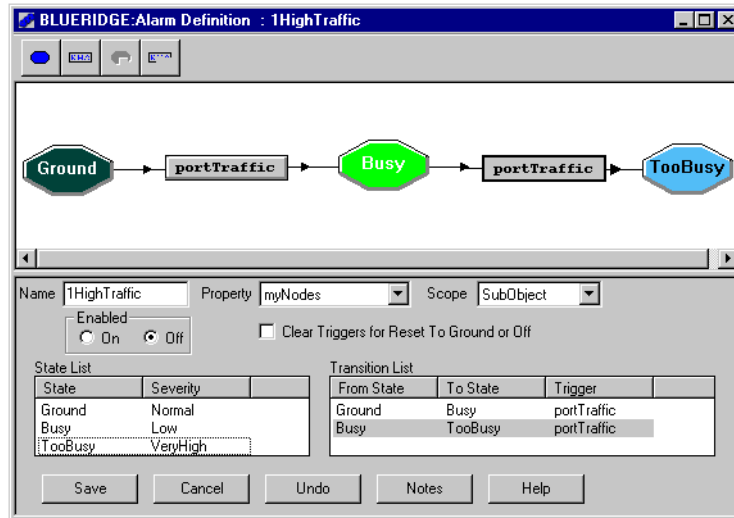 BLUERIDGE:Alarm Definition : 1HighTraffic
Ground portTraffic Busy portTraffic TooBusy
Name 1HighTraffic Property myNodes Scope SubObject
Enabled
On Off Clear Triggers for Reset To Ground or Off
State List Transition List
State Severity From State To State Trigger
Ground Normal Ground Busy portTraffic
Busy Low Busy TooBusy portTraffic
TooBusy VeryHigh
Save Cancel Undo Notes Help